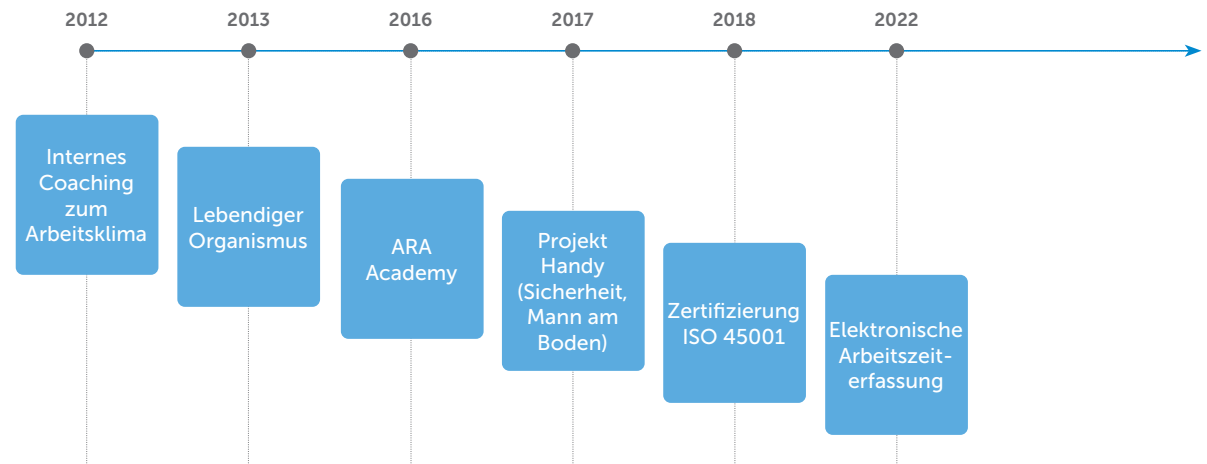 2012
2013
2016
2017
2018
2022
Internes
Coaching
zum
Arbeitsklima
Lebendiger
Organismus
ARA
Academy
Projekt
Handy
(Sicherheit,
Mann am
Boden)
Zertifizierung
ISO 45001
Elektronische
Arbeitszeit-
erfassung